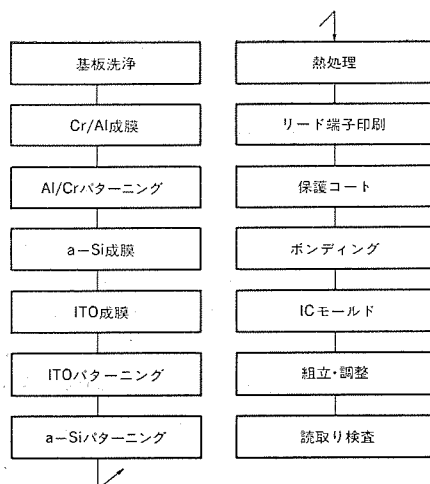 基板洗浄
Cr/Al成膜
Al/Crパターニング
a-Si成膜
ITO成膜
ITOパターニング
a-Siパターニング
熱処理
リード端子印刷
保護コート
ボンディング
ICモールド
組立・調整
読取り検査